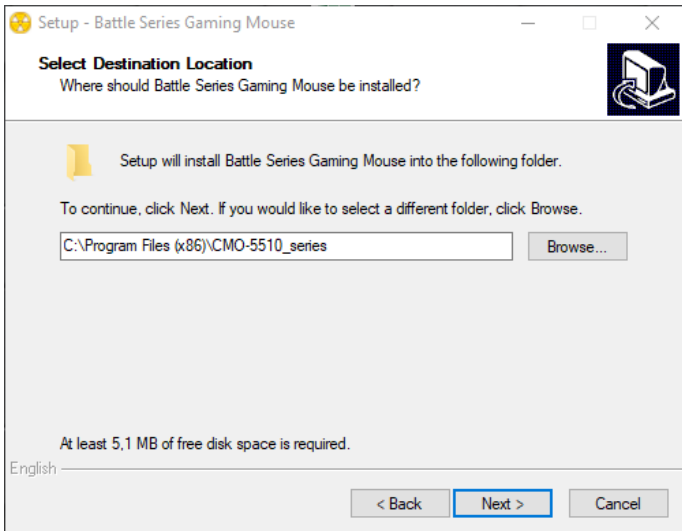 Setup - Battle Series Gaming Mouse
Select Destination Location
Where should Battle Series Gaming Mouse be installed?
Setup will install Battle Series Gaming Mouse into the following folder.
To continue, click Next. If you would like to select a different folder, click Browse.
C:\Program Files (x86)\CMO-5510_series
Browse...
At least 5,1 MB of free disk space is required.
English
< Back
Next >
Cancel